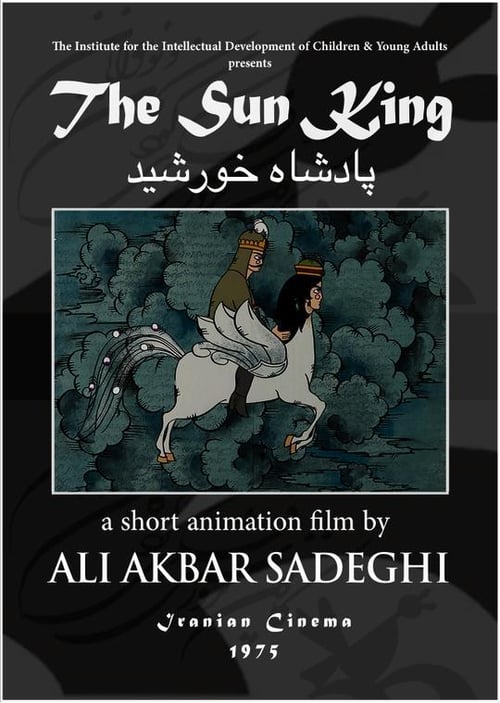 The Institute for the Intellectual Development of Children & Young Adults
presents
The Sun King
پادشاه خورشید
a short animation film by
ALI AKBAR SADEGHI
Iranian Cinema
1975